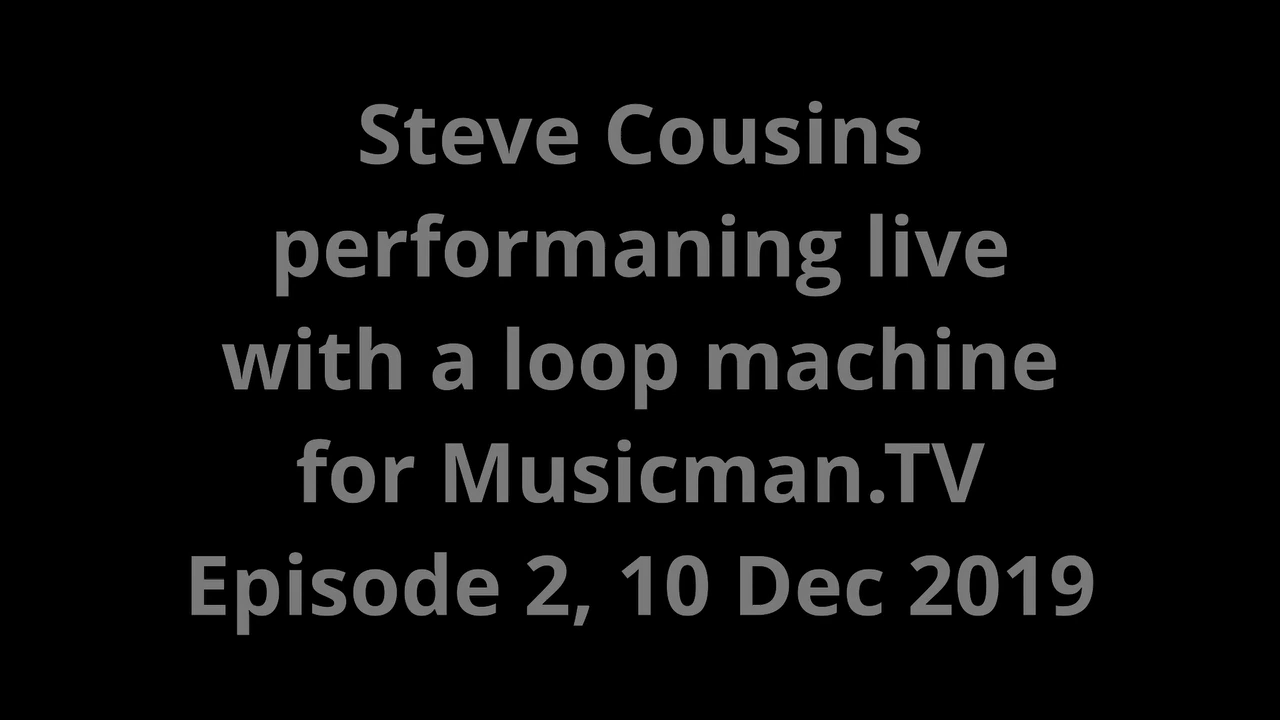 Steve Cousins
performaning live
with a loop machine
for Musicman.TV
Episode 2, 10 Dec 2019